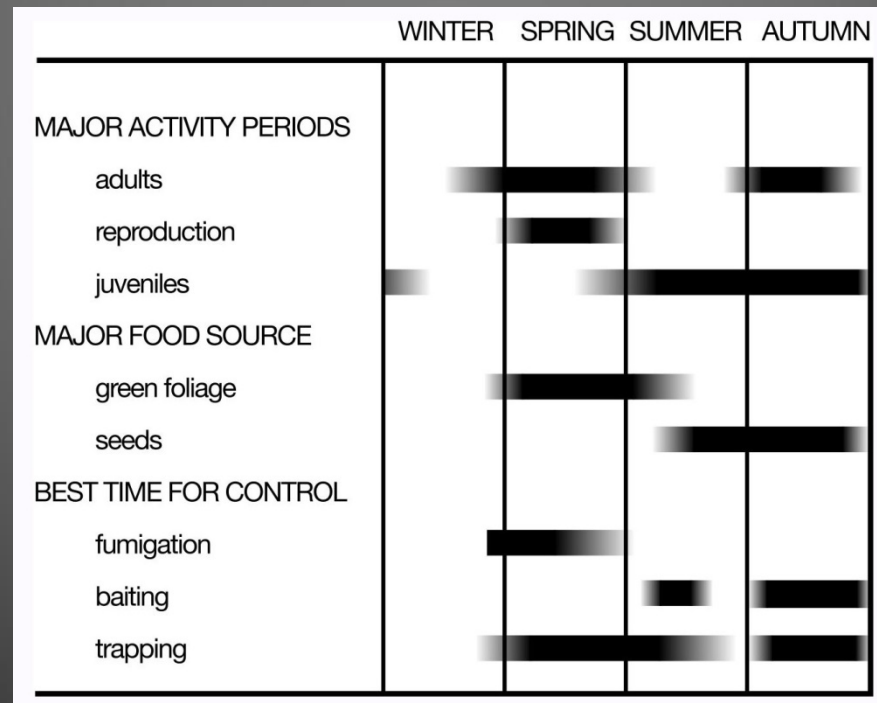 WINTER SPRING SUMMER AUTUMN
MAJOR ACTIVITY PERIODS
adults
reproduction
juveniles
MAJOR FOOD SOURCE
green foliage
seeds
BEST TIME FOR CONTROL
fumigation
baiting
trapping